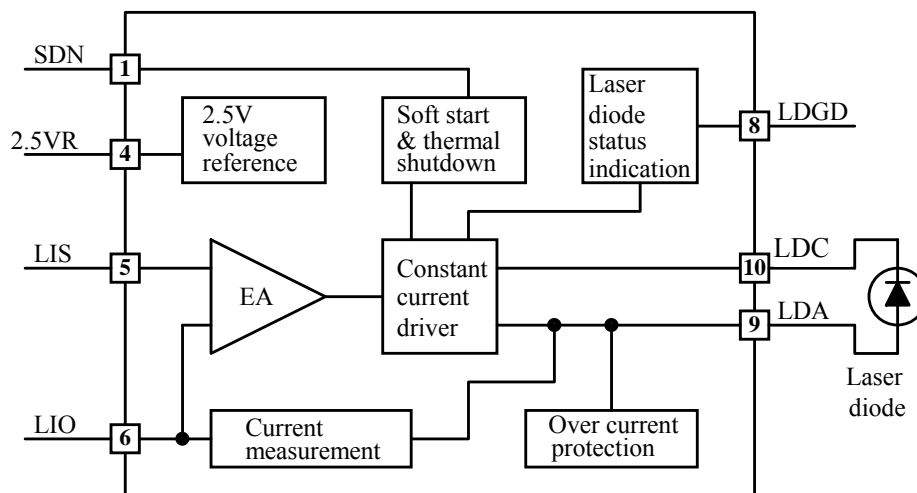 SDN
1
2.5VR
4
2.5V
voltage
reference
Soft start
& thermal
shutdown
Laser
diode
status
indication
8
LDGD
LIS
5
EA
Constant
current
driver
10
LDC
9
LDA
Laser
diode
LIO
6
Current
measurement
Over current
protection